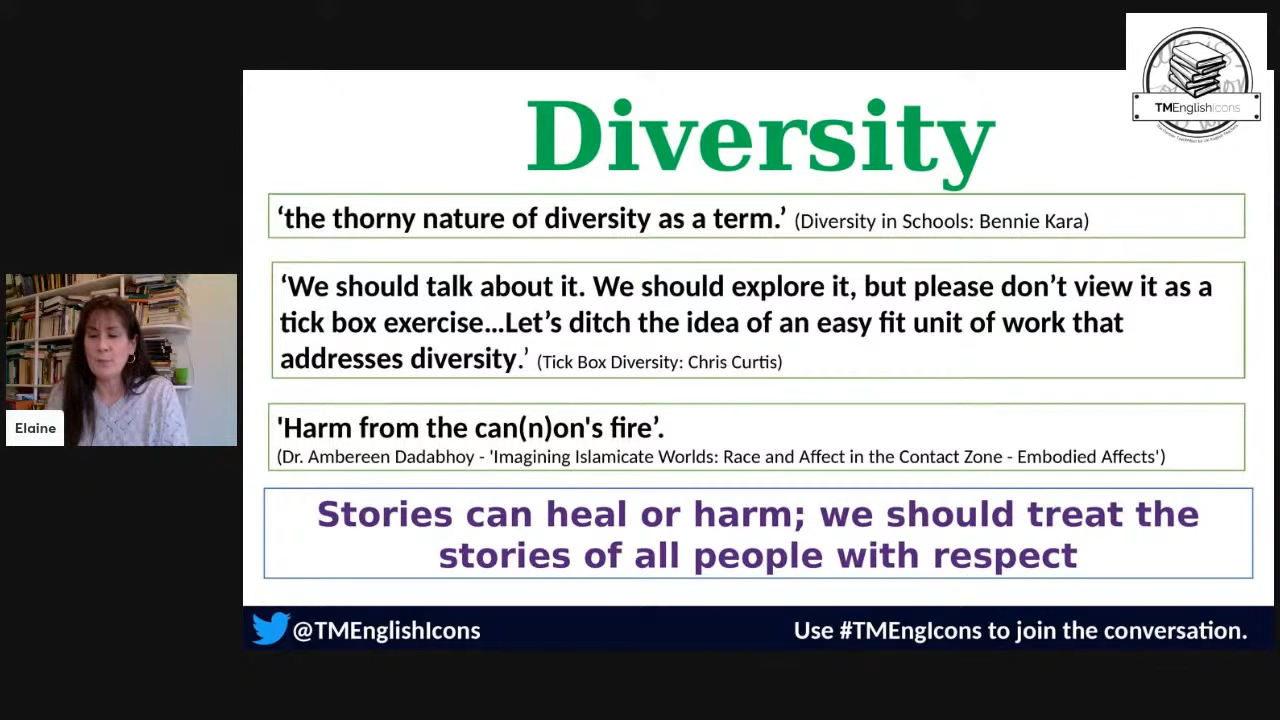 Diversity
TMEnglishIcons
‘the thorny nature of diversity as a term.’ (Diversity in Schools: Bennie Kara)
‘We should talk about it. We should explore it, but please don’t view it as a
tick box exercise…Let’s ditch the idea of an easy fit unit of work that
addresses diversity.’ (Tick Box Diversity: Chris Curtis)
Elaine
'Harm from the can(n)on's fire’.
(Dr. Ambereen Dadabhoy - 'Imagining Islamicate Worlds: Race and Affect in the Contact Zone - Embodied Affects')
Stories can heal or harm; we should treat the
stories of all people with respect
@TMEnglishIcons
Use #TMEngIcons to join the conversation.